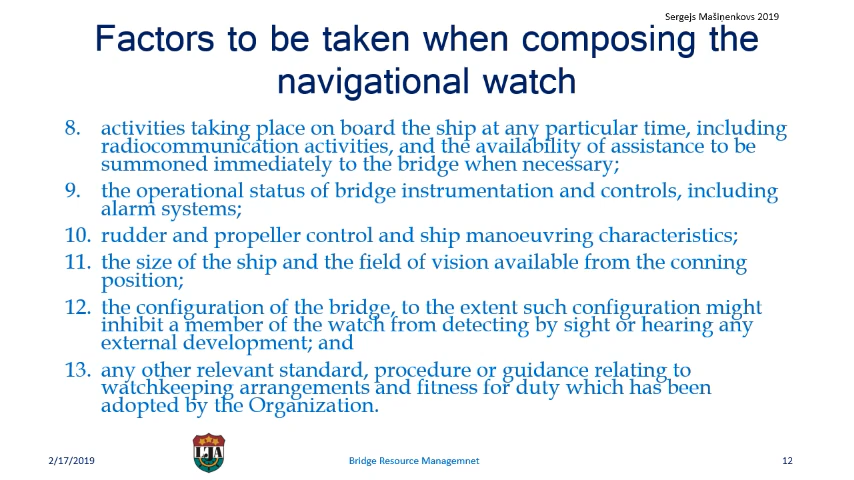 Sergejs Mašiņenkovs 2019
Factors to be taken when composing the
navigational watch
8. activities taking place on board the ship at any particular time, including
radiocommunication activities, and the availability of assistance to be
summoned immediately to the bridge when necessary;
9. the operational status of bridge instrumentation and controls, including
alarm systems;
10. rudder and propeller control and ship manoeuvring characteristics;
11. the size of the ship and the field of vision available from the conning
position;
12. the configuration of the bridge, to the extent such configuration might
inhibit a member of the watch from detecting by sight or hearing any
external development; and
13. any other relevant standard, procedure or guidance relating to
watchkeeping arrangements and fitness for duty which has been
adopted by the Organization.
2/17/2019
LJA
Bridge Resource Managemnet
12